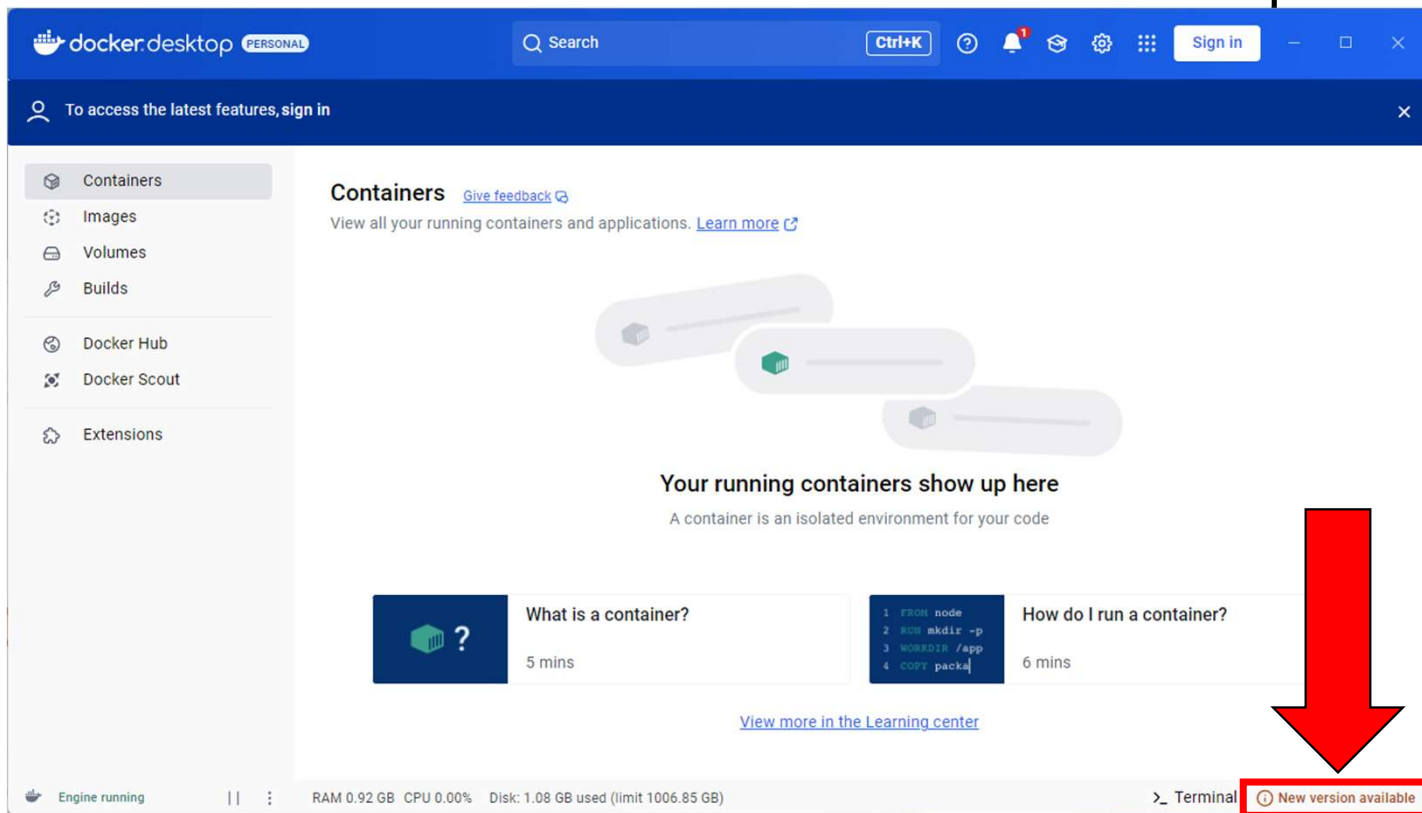 docker.desktop PERSONAL
Search
Ctrl+K
1
Sign in
To access the latest features, sign in
Containers
Images
Volumes
Builds
Docker Hub
Docker Scout
Extensions
Containers Give feedback
View all your running containers and applications. Learn more
Your running containers show up here
A container is an isolated environment for your code
?
What is a container?
5 mins
1 FROM node
2 RUN mkdir -p
3 WORKDIR /app
4 COPY packa
How do I run a container?
6 mins
View more in the Learning center
Engine running
RAM 0.92 GB CPU 0.00% Disk: 1.08 GB used (limit 1006.85 GB)
>_ Terminal
New version available